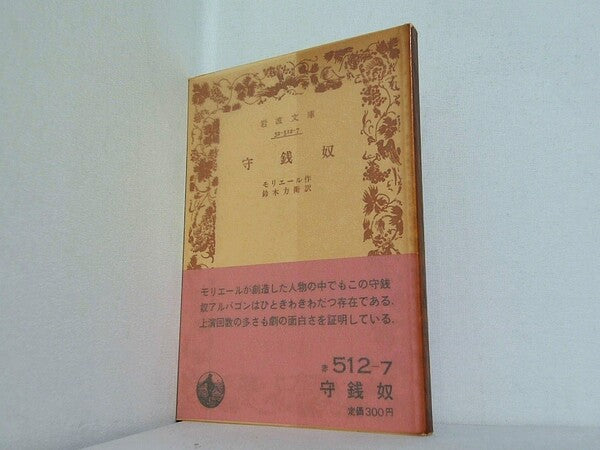 岩波文庫
32-512-7
守銭奴
モリエール作
鈴木力衛訳
モリエールが創造した人物の中でもこの守銭
奴アルパゴンはひときわきわだつ存在である.
上演回数の多さも劇の面白さを証明している.
赤 512-7
守銭奴
定価300円